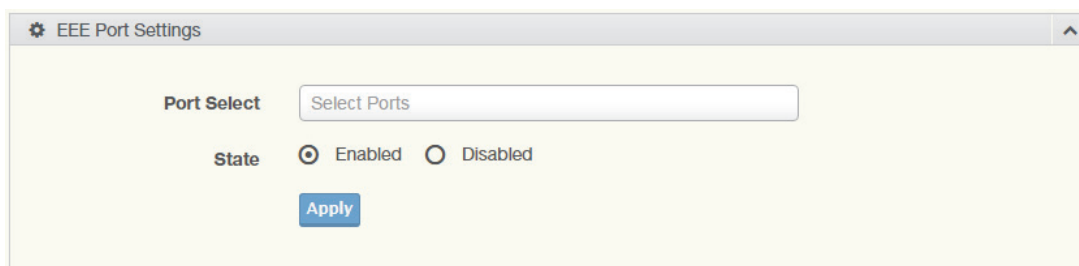 EEE Port Settings
Port Select Select Ports
State Enabled Disabled
Apply